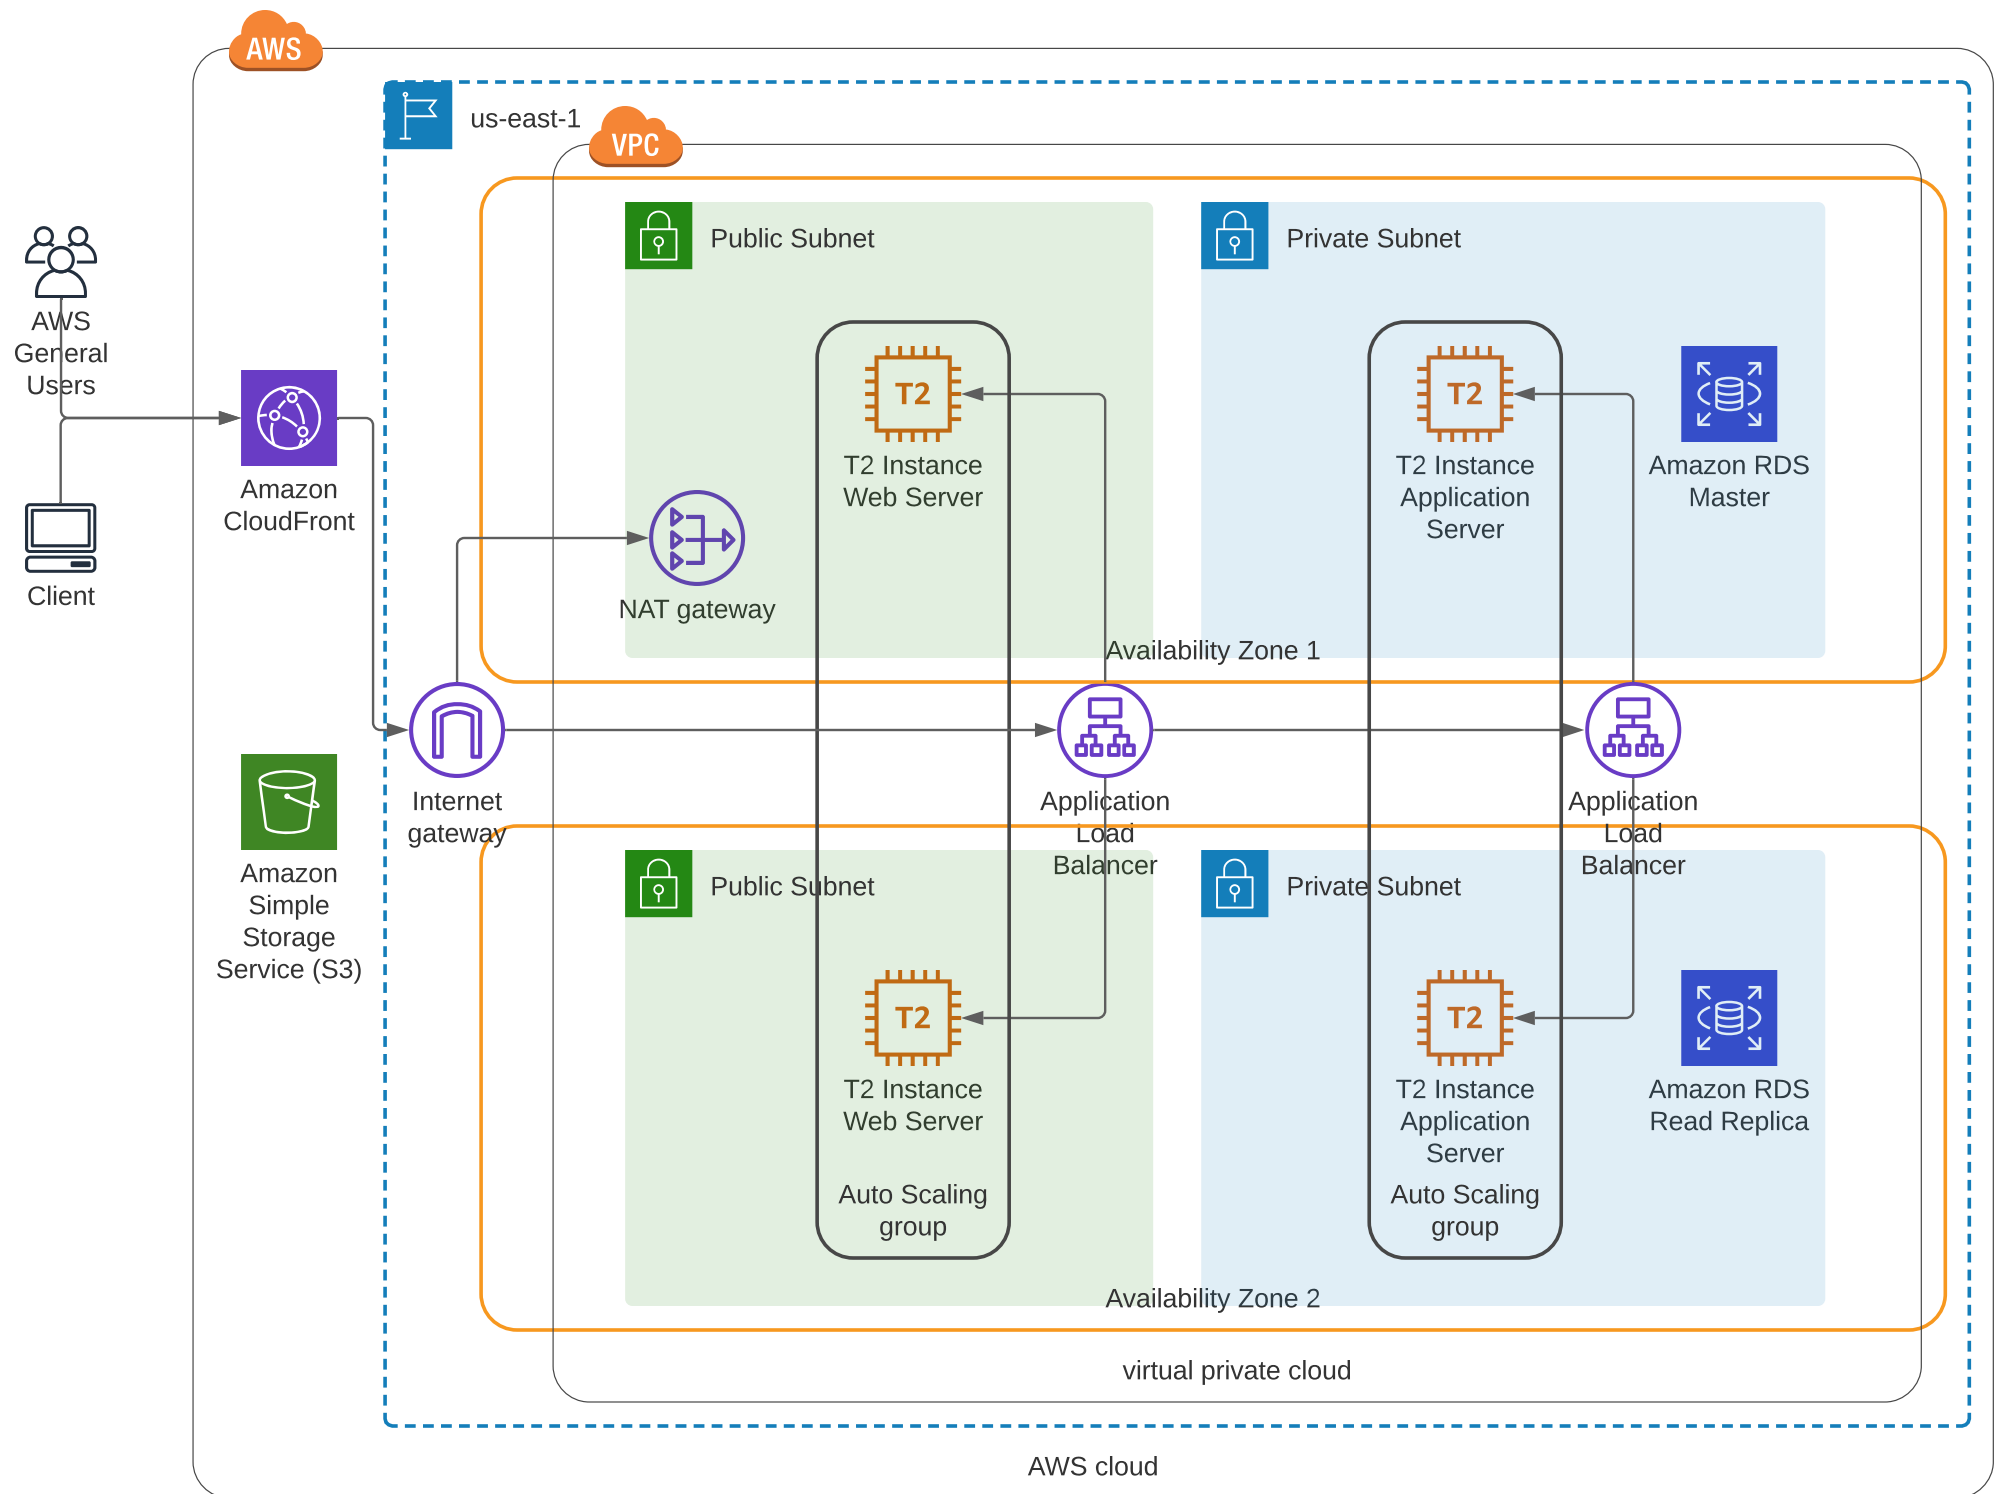 AWS
us-east-1
VPC
Public Subnet
Private Subnet
AWS
General
Users
T2
T2 Instance
Web Server
T2
T2 Instance
Application
Server
Amazon RDS
Master
Amazon
CloudFront
Client
NAT gateway
Availability Zone 1
Internet
gateway
Application
Load
Balancer
Application
Load
Balancer
Amazon
Simple
Storage
Service (S3)
Public Subnet
Private Subnet
T2
T2 Instance
Web Server
T2
T2 Instance
Application
Server
Amazon RDS
Read Replica
Auto Scaling
group
Auto Scaling
group
Availability Zone 2
virtual private cloud
AWS cloud